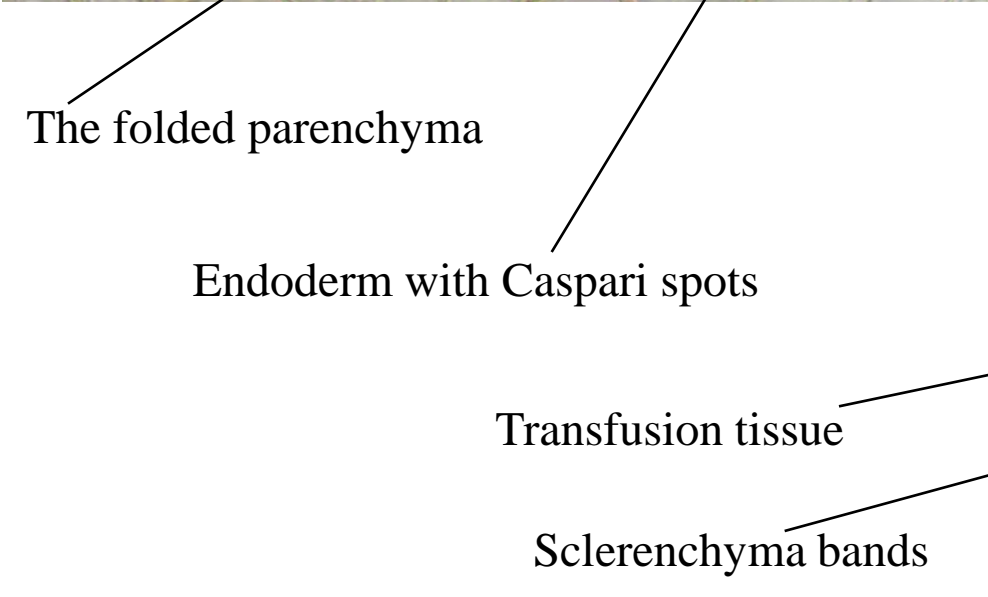 The folded parenchyma
Endoderm with Caspari spots
Transfusion tissue
Sclerenchyma bands